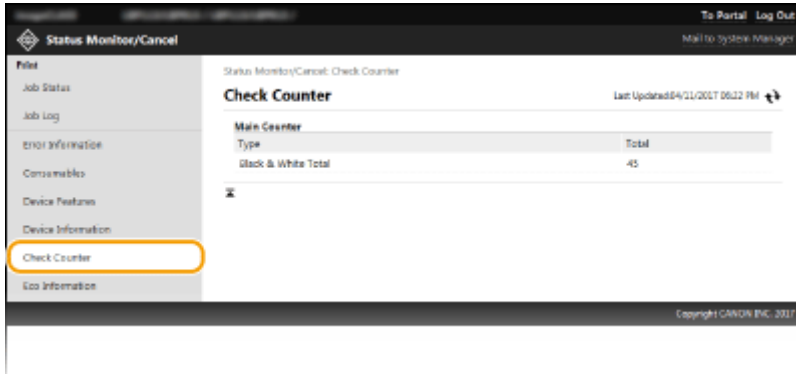 To Portal Log Out
Status Monitor/Cancel
Mail to System Manager
Print
Job Status
Job Log
Error Information
Consumables
Device Features
Device Information
Check Counter
Eco Information
Status Monitor/Cancel: Check Counter
Check Counter
Last Updated:04/11/2017 06:22 PM
Main Counter
Type Total
Black & White Total 45
Copyright CANON INC. 2017